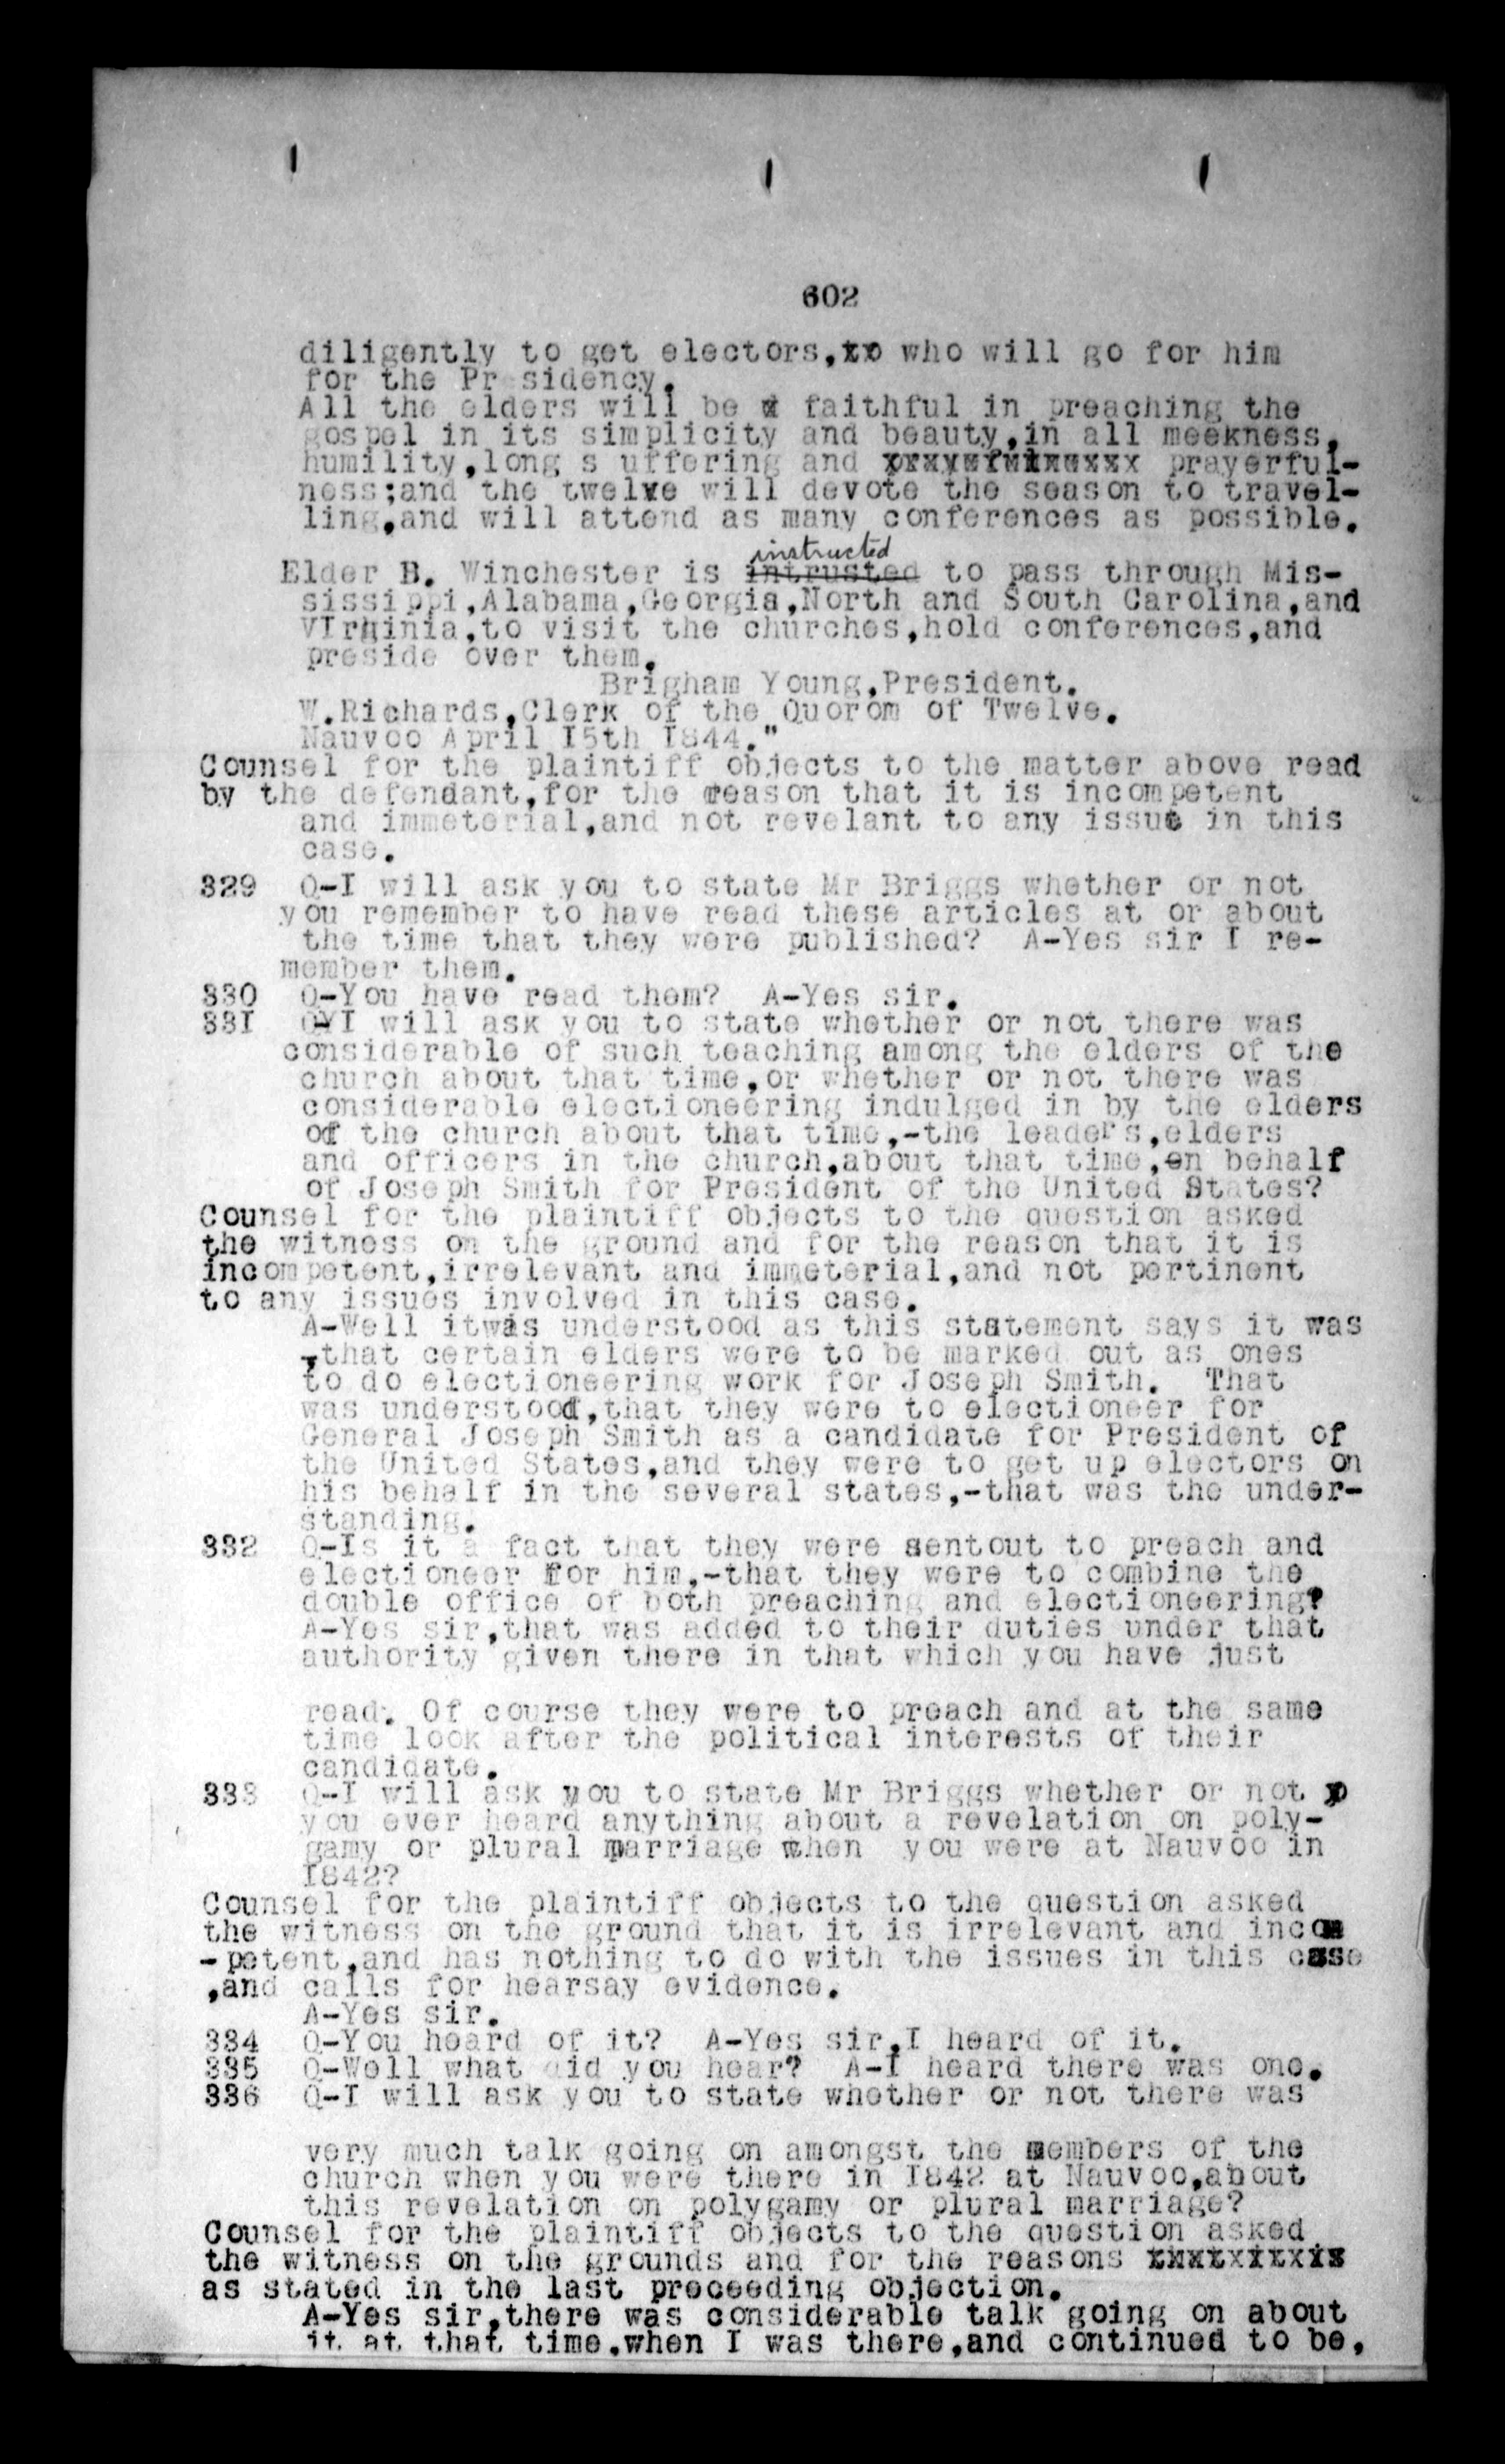 602
diligently to get electors, who will go for him
for the Pr sidency.
All the elders will be faithful in preaching the
gospel in its simplicity and beauty,in all meekness,
humility,long s uffering and prayerful-
ness;and the twelve will devote the season to travel-
ling,and will attend as many conferences as possible.
instructed
Elder B. Winchester is intrusted to pass through Mis-
sissippi,Alabama,Georgia,North and South Carolina,and
VIrginia,to visit the churches,hold conferences,and
preside over them.
Brigham Young,President.
W.Richards,Clerk of the Quorom of Twelve.
Nauvoo April I5th I844."
Counsel for the plaintiff objects to the matter above read
by the defendant,for the reason that it is incompetent
and immeterial,and not revelant to any issue in this
case.
329 Q-I will ask you to state Mr Briggs whether or not
you remember to have read these articles at or about
the time that they were published? A-Yes sir I re-
member them.
330 Q-You have read them? A-Yes sir.
33I Q-I will ask you to state whether or not there was
considerable of such teaching among the elders of the
church about that time,or whether or not there was
considerable electioneering indulged in by the elders
of the church about that time,-the leaders,elders
and officers in the church,about that time,on behalf
of Joseph Smith for President of the United States?
Counsel for the plaintiff objects to the question asked
the witness on the ground and for the reason that it is
incompetent,irrelevant and immeterial,and not pertinent
to any issues involved in this case.
A-Well itwas understood as this statement says it was
,that certain elders were to be marked out as ones
to do electioneering work for Joseph Smith. That
was understood,that they were to electioneer for
General Joseph Smith as a candidate for President of
the United States,and they were to get up electors on
his behalf in the several states,-that was the under-
standing.
332 Q-Is it a fact that they were sentout to preach and
electioneer for him,-that they were to combine the
double office of both preaching and electioneering?
A-Yes sir,that was added to their duties under that
authority given there in that which you have just
read. Of course they were to preach and at the same
time look after the political interests of their
candidate.
333 Q-I will ask you to state Mr Briggs whether or not
you ever heard anything about a revelation on poly-
gamy or plural marriage when you were at Nauvoo in
I842?
Counsel for the plaintiff objects to the question asked
the witness on the ground that it is irrelevant and incom
-petent,and has nothing to do with the issues in this case
,and calls for hearsay evidence.
A-Yes sir.
334 Q-You heard of it? A-Yes sir,I heard of it.
335 Q-Well what did you hear? A-I heard there was one.
336 Q-I will ask you to state whether or not there was
very much talk going on amongst the members of the
church when you were there in I842 at Nauvoo,about
this revelation on polygamy or plural marriage?
Counsel for the plaintiff objects to the question asked
the witness on the grounds and for the reasons
as stated in the last proceeding objection.
A-Yes sir,there was considerable talk going on about
it at that time,when I was there,and continued to be,